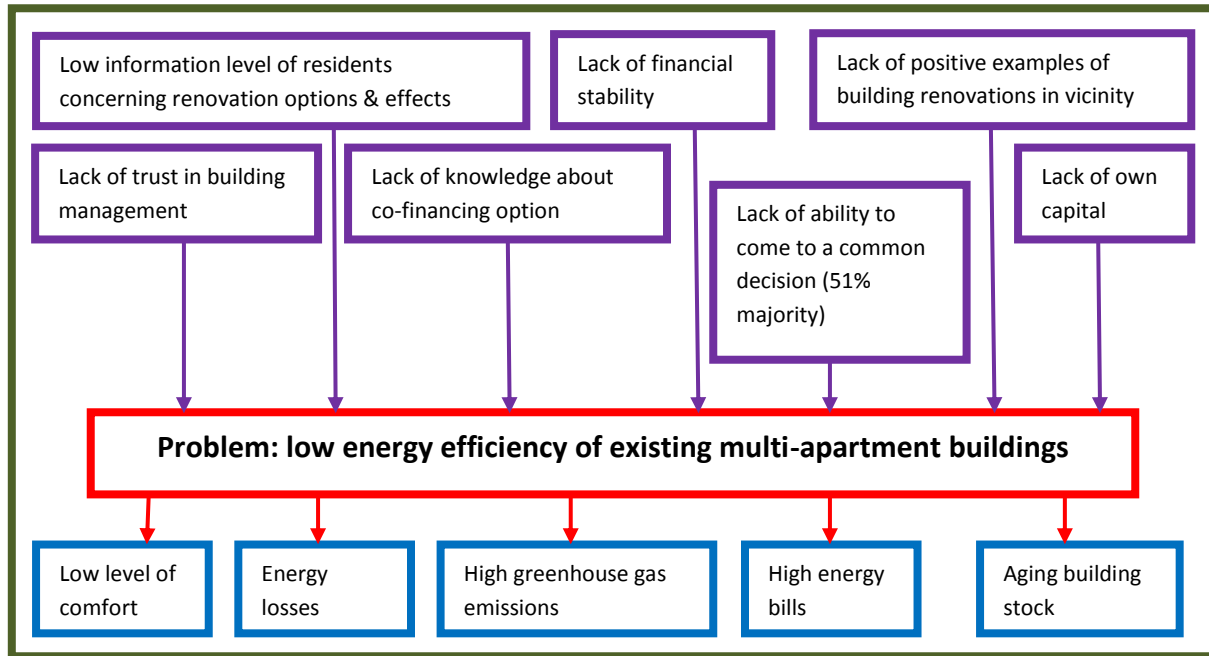 Low information level of residents
concerning renovation options & effects
Lack of financial
stability
Lack of positive examples of
building renovations in vicinity
Lack of trust in building
management
Lack of knowledge about
co-financing option
Lack of ability to
come to a common
decision (51%
majority)
Lack of own
capital
Problem: low energy efficiency of existing multi-apartment buildings
Low level of
comfort
Energy
losses
High greenhouse gas
emissions
High energy
bills
Aging building
stock